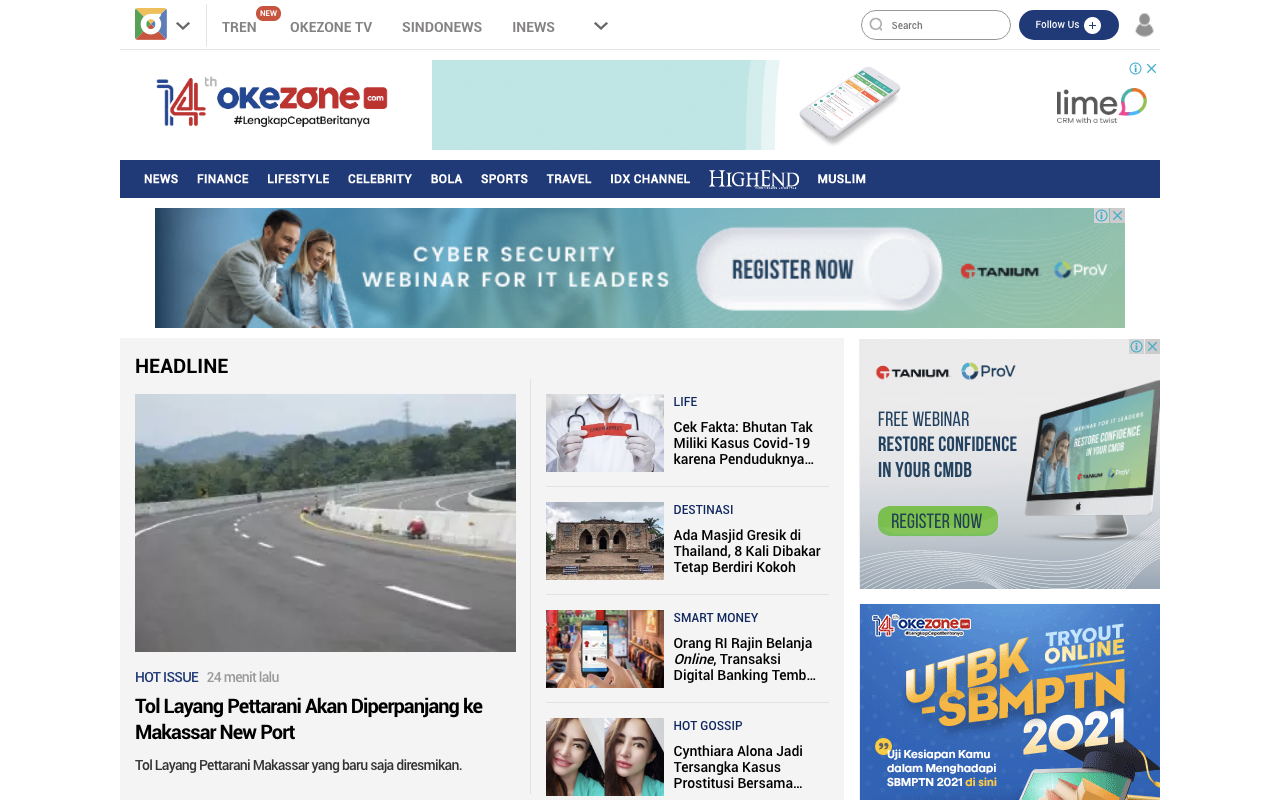 TREN
NEW
OKEZONE TV
SINDONEWS
INEWS
Search
Follow Us
14th okezone.com
#LengkapCepatBeritanya
lime
CRM with a twist
NEWS
FINANCE
LIFESTYLE
CELEBRITY
BOLA
SPORTS
TRAVEL
IDX CHANNEL
HIGHEND
MUSLIM
CYBER SECURITY
WEBINAR FOR IT LEADERS
REGISTER NOW
TANIUM
ProV
HEADLINE
HOT ISSUE 24 menit lalu
Tol Layang Pettarani Akan Diperpanjang ke
Makassar New Port
Tol Layang Pettarani Makassar yang baru saja diresmikan.
LIFE
Cek Fakta: Bhutan Tak
Miliki Kasus Covid-19
karena Penduduknya...
DESTINASI
Ada Masjid Gresik di
Thailand, 8 Kali Dibakar
Tetap Berdiri Kokoh
SMART MONEY
Orang RI Rajin Belanja
Online, Transaksi
Digital Banking Temb...
HOT GOSSIP
Cynthiara Alona Jadi
Tersangka Kasus
Prostitusi Bersama...
TANIUM
ProV
FREE WEBINAR
RESTORE CONFIDENCE
IN YOUR CMDB
REGISTER NOW
WEBINAR FOR IT LEADERS
REGISTER NOW
14th okezone.com
#LengkapCepatBeritanya
TRYOUT
ONLINE
UTBK
-SBMPTN
2021
Uji Kesiapan Kamu
dalam Menghadapi
SBMPTN 2021 di sini